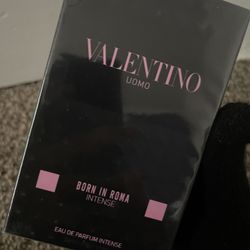 VALENTINO
UOMO
BORN IN ROMA
INTENSE
EAU DE PARFUM INTENSE